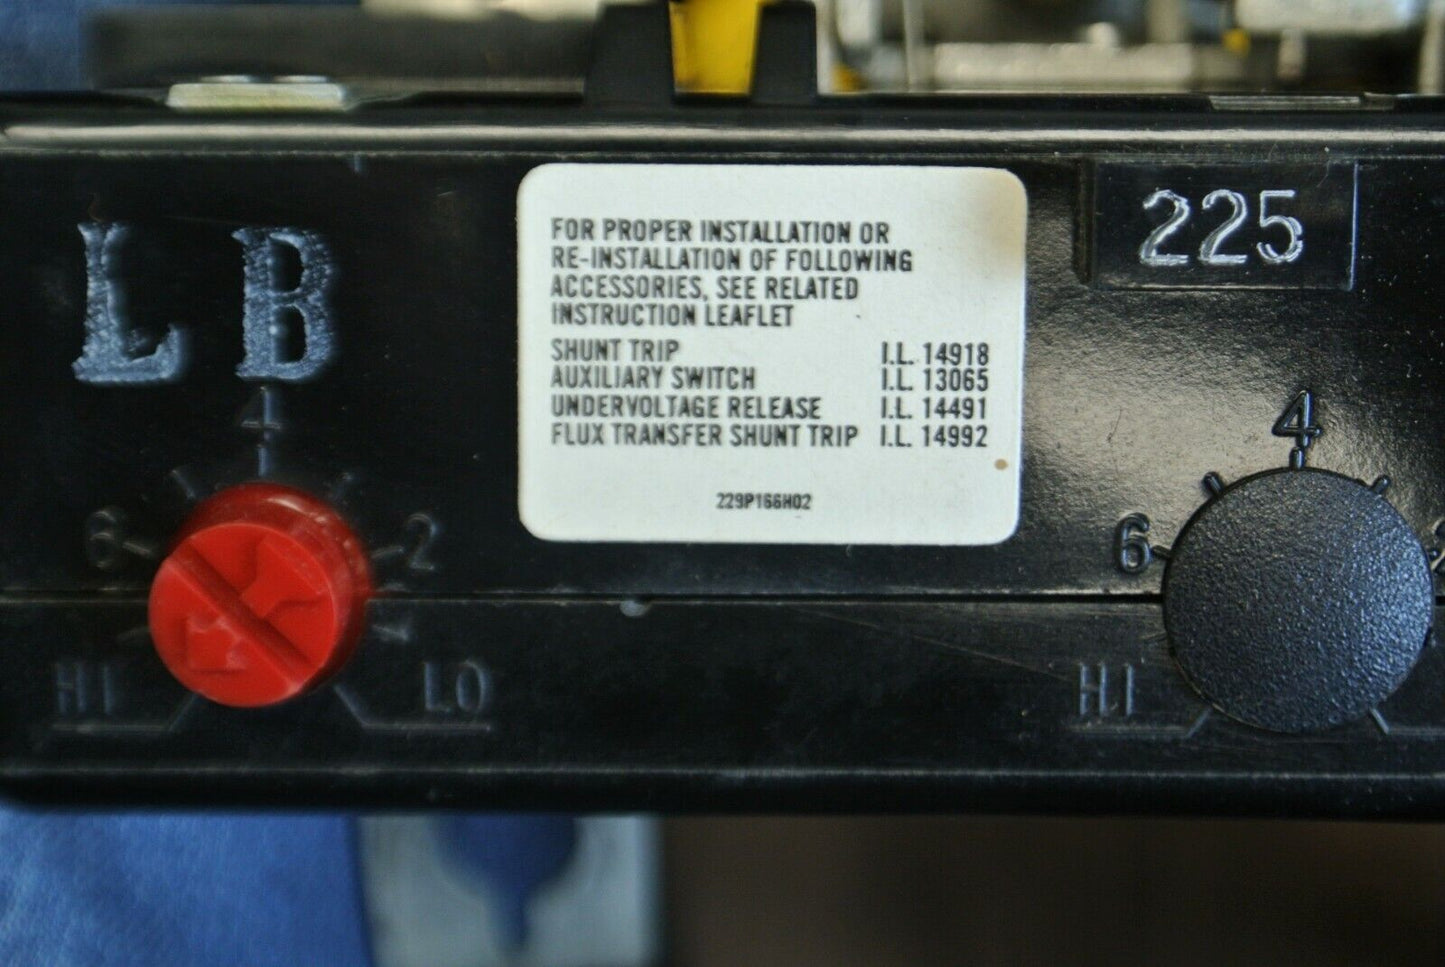 L B
225
FOR PROPER INSTALLATION OR
RE-INSTALLATION OF FOLLOWING
ACCESSORIES, SEE RELATED
INSTRUCTION LEAFLET
SHUNT TRIP I.L. 14918
AUXILIARY SWITCH I.L. 13065
UNDERVOLTAGE RELEASE I.L. 14491
FLUX TRANSFER SHUNT TRIP I.L. 14992
229P166H02
4
6 2
HI LO
4
6 2
HI